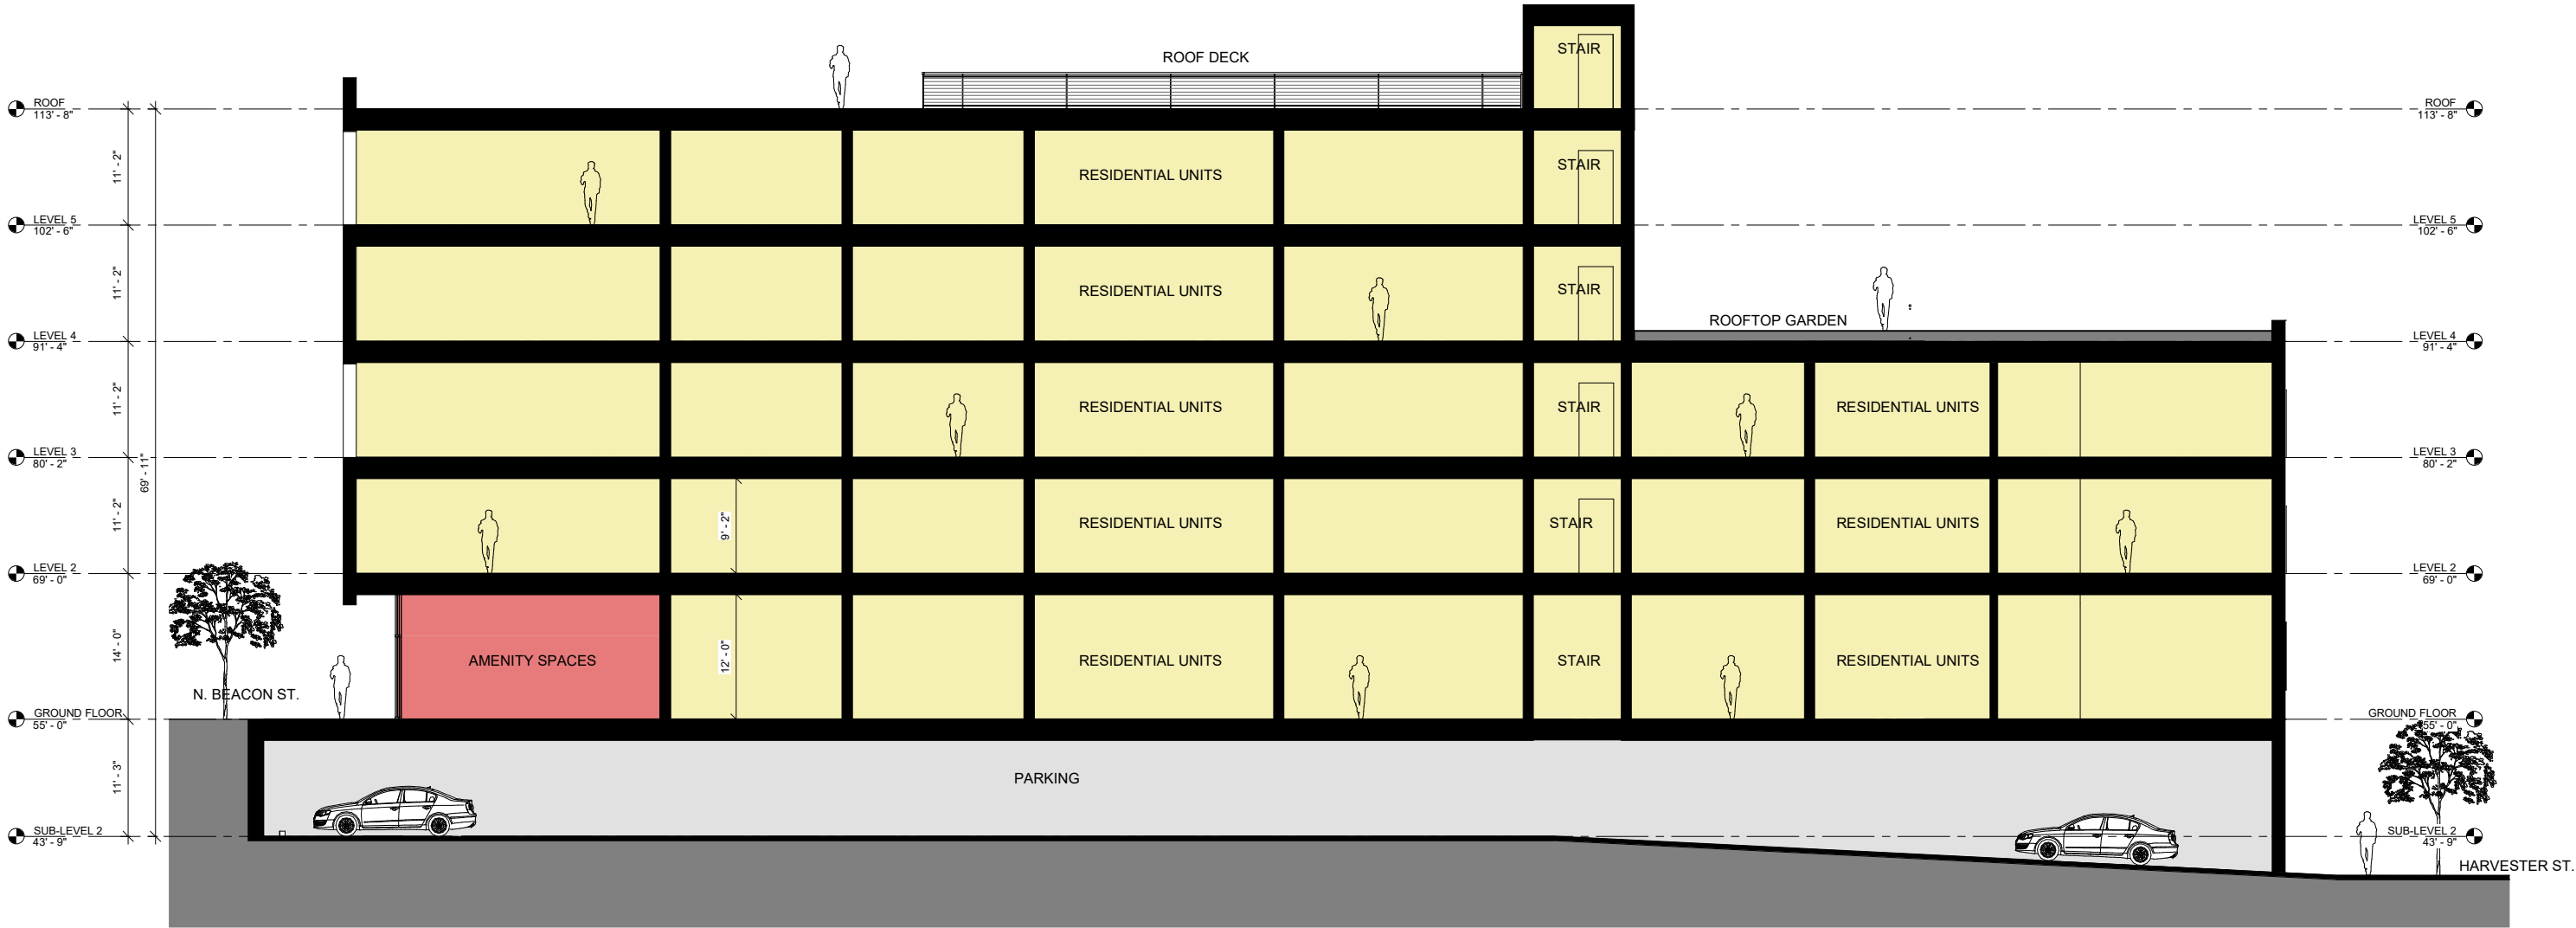 STAIR
ROOF DECK
ROOF
113' - 8"
ROOF
113' - 8"
11' - 2"
RESIDENTIAL UNITS
STAIR
LEVEL 5
102' - 6"
LEVEL 5
102' - 6"
11' - 2"
RESIDENTIAL UNITS
STAIR
ROOFTOP GARDEN
LEVEL 4
91' - 4"
LEVEL 4
91' - 4"
11' - 2"
RESIDENTIAL UNITS
STAIR
RESIDENTIAL UNITS
LEVEL 3
80' - 2"
69' - 11"
LEVEL 3
80' - 2"
11' - 2"
9' - 2"
RESIDENTIAL UNITS
STAIR
RESIDENTIAL UNITS
LEVEL 2
69' - 0"
LEVEL 2
69' - 0"
14' - 0"
AMENITY SPACES
12' - 0"
RESIDENTIAL UNITS
STAIR
RESIDENTIAL UNITS
N. BEACON ST.
GROUND FLOOR
55' - 0"
GROUND FLOOR
55' - 0"
11' - 3"
PARKING
SUB-LEVEL 2
43' - 9"
SUB-LEVEL 2
43' - 9"
HARVESTER ST.